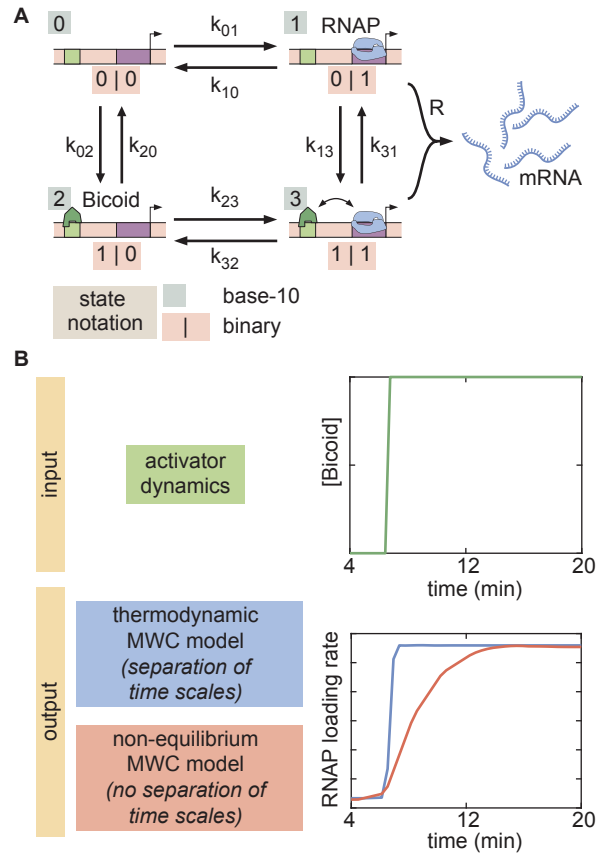 A
0
k01
1
RNAP
0 | 0
k10
0 | 1
k02
k20
k13
k31
R
mRNA
2
Bicoid
k23
3
1 | 0
k32
1 | 1
state
notation
base-10
|
binary
B
input
activator
dynamics
[Bicoid]
4
12
20
time (min)
output
thermodynamic
MWC model
(separation of
time scales)
non-equilibrium
MWC model
(no separation of
time scales)
RNAP loading rate
4
12
20
time (min)